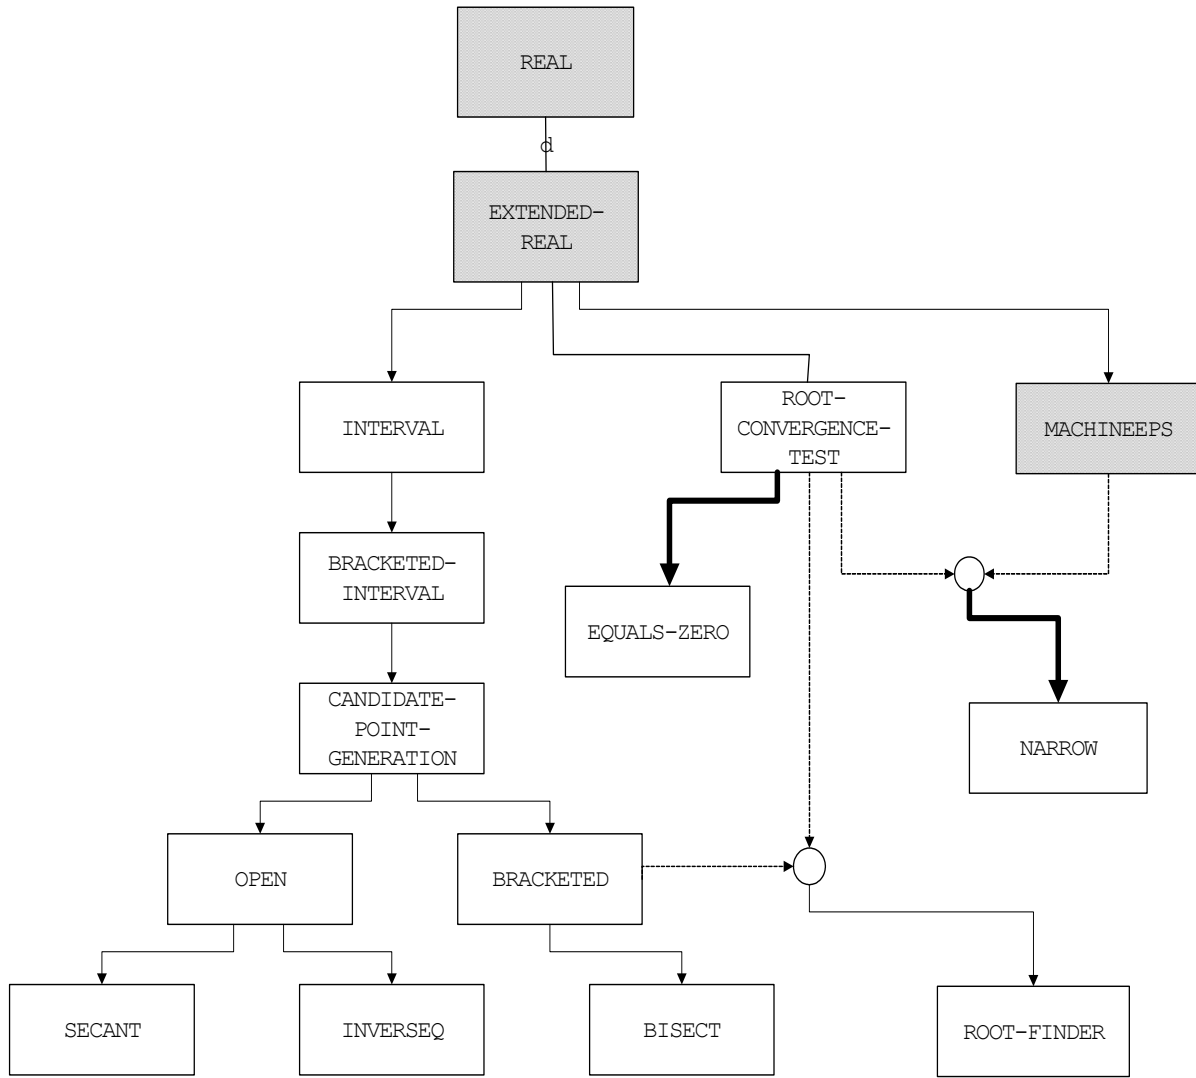 REAL
d
EXTENDED-
REAL
INTERVAL
ROOT-
CONVERGENCE-
TEST
MACHINEEPS
BRACKETED-
INTERVAL
EQUALS-ZERO
CANDIDATE-
POINT-
GENERATION
NARROW
OPEN
BRACKETED
SECANT
INVERSEQ
BISECT
ROOT-FINDER